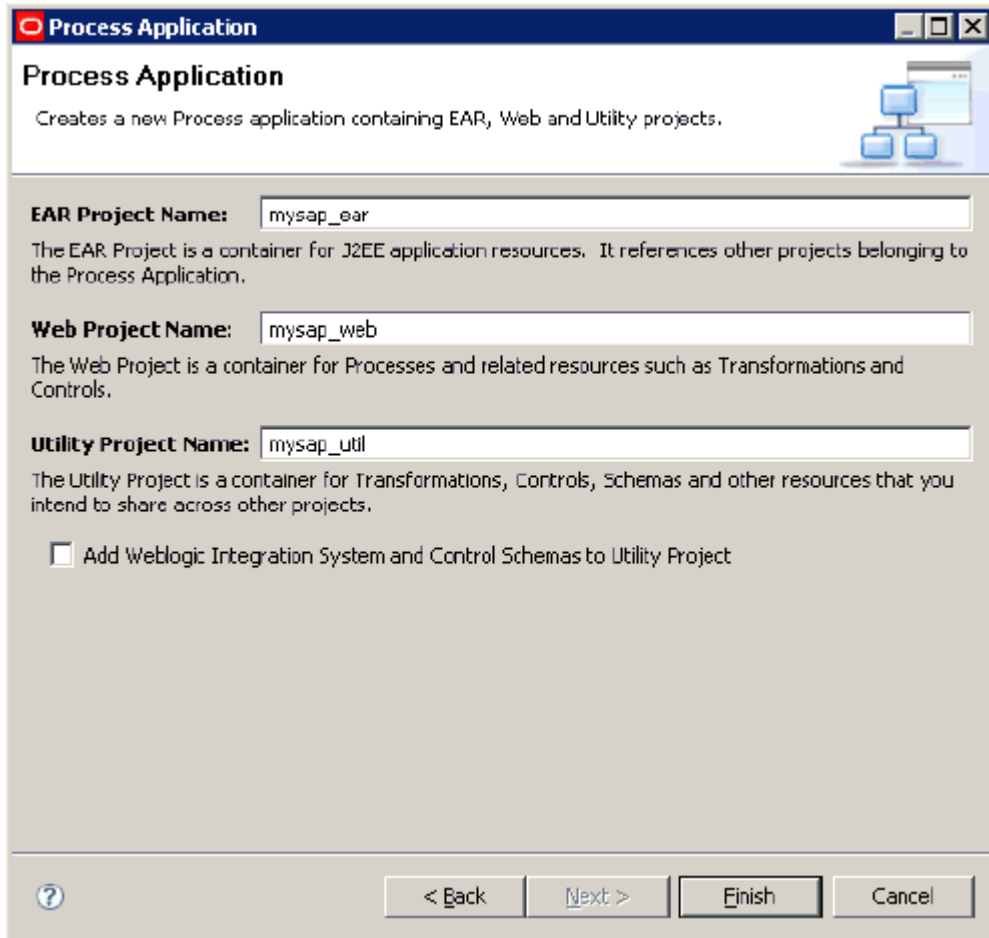 Process Application
Process Application
Creates a new Process application containing EAR, Web and Utility projects.
EAR Project Name: mysap_ear
The EAR Project is a container for J2EE application resources. It references other projects belonging to
the Process Application.
Web Project Name: mysap_web
The Web Project is a container for Processes and related resources such as Transformations and
Controls.
Utility Project Name: mysap_util
The Utility Project is a container for Transformations, Controls, Schemas and other resources that you
intend to share across other projects.
Add Weblogic Integration System and Control Schemas to Utility Project
? < Back Next > Finish Cancel